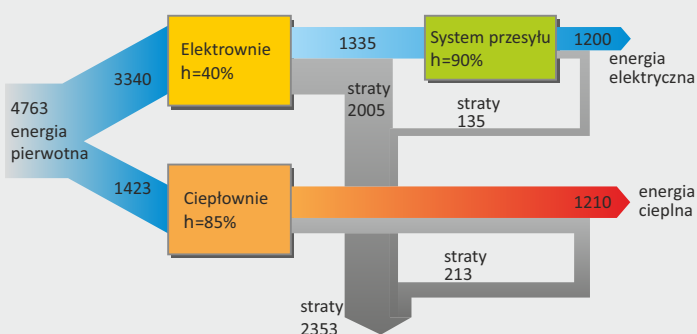 Elektrownie
h=40%
1335
System przesyłu
h=90%
1200
energia
elektryczna
3340
4763
energia
pierwotna
straty
2005
straty
135
1423
Ciepłownie
h=85%
1210
energia
cieplna
straty
213
straty
2353